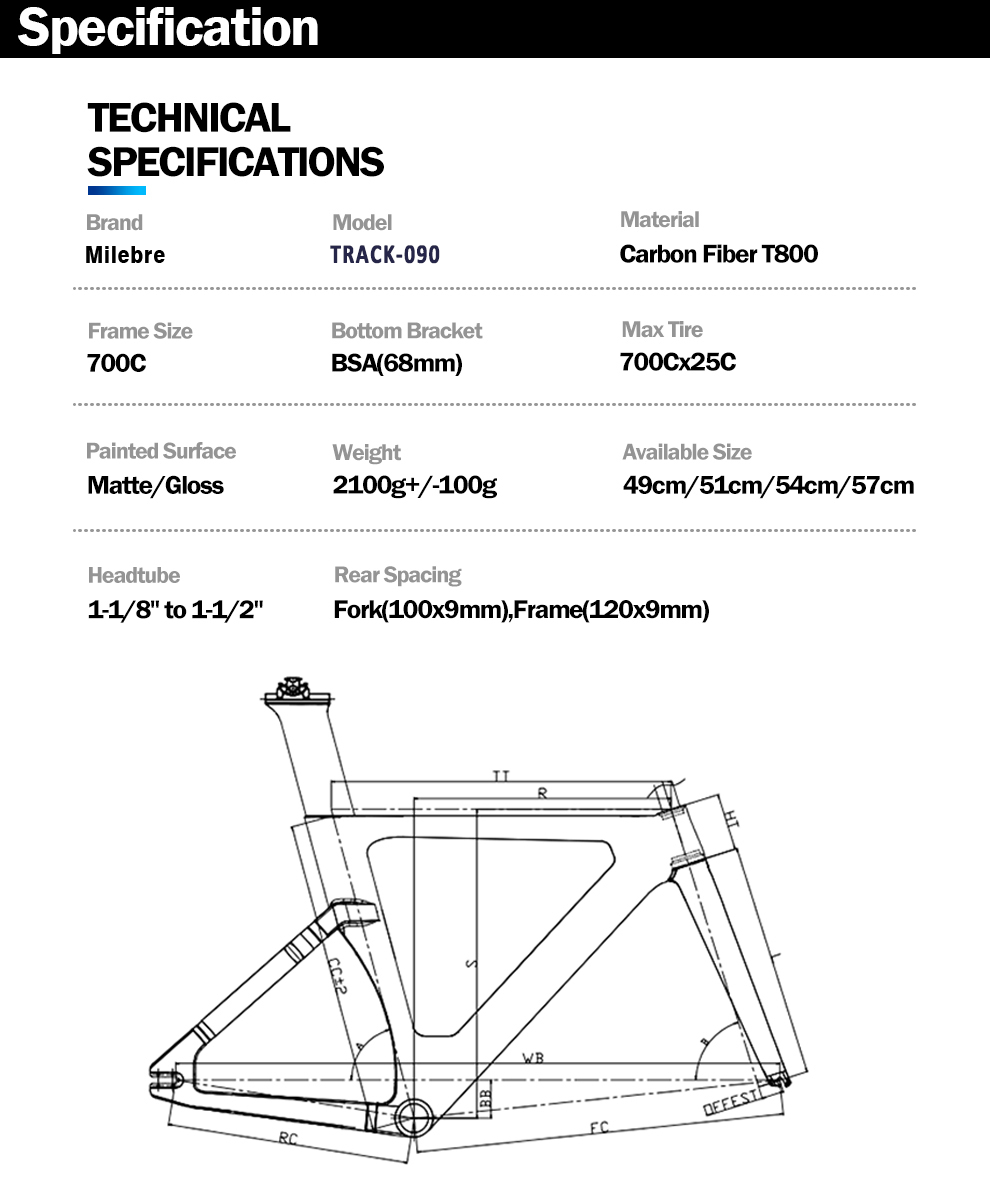 Specification
TECHNICAL
SPECIFICATIONS
Brand
Model
Material
Milebre
TRACK-090
Carbon Fiber T800
Frame Size
Bottom Bracket
Max Tire
700C
BSA(68mm)
700Cx25C
Painted Surface
Weight
Available Size
Matte/Gloss
2100g+/-100g
49cm/51cm/54cm/57cm
Headtube
Rear Spacing
1-1/8" to 1-1/2"
Fork(100x9mm),Frame(120x9mm)
TT
R
HT
S
L
CC±2
A
B
WB
BB
OFFEST
FC
RC